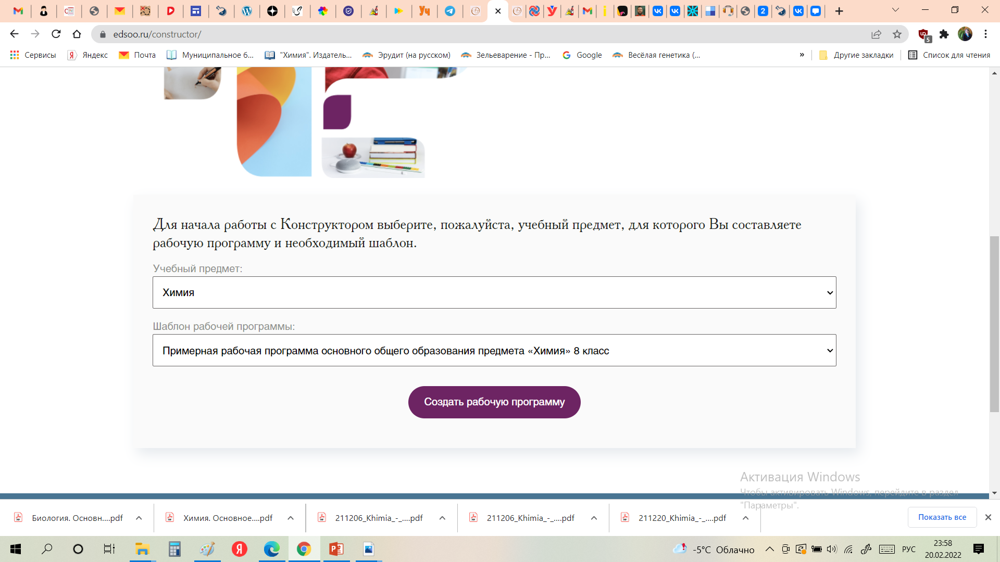 edsoo.ru/constructor/
5
Сервисы
Яндекс
Почта
Муниципальное б...
"Химия". Издатель...
Эрудит (на русском)
Зельеварение - Пр...
Google
Весёлая генетика (...
»
Другие закладки
Список для чтения
Для начала работы с Конструктором выберите, пожалуйста, учебный предмет, для которого Вы составляете
рабочую программу и необходимый шаблон.
Учебный предмет:
Химия
Шаблон рабочей программы:
Примерная рабочая программа основного общего образования предмета «Химия» 8 класс
Создать рабочую программу
Активация Windows
Чтобы активировать Windows, перейдите в раздел
"Параметры".
Биология. Основн....pdf
Химия. Основное....pdf
211206_Khimia_-_....pdf
211206_Khimia_-_....pdf
211220_Khimia_-_....pdf
Показать все
-5°C Облачно
РУС
23:58
20.02.2022